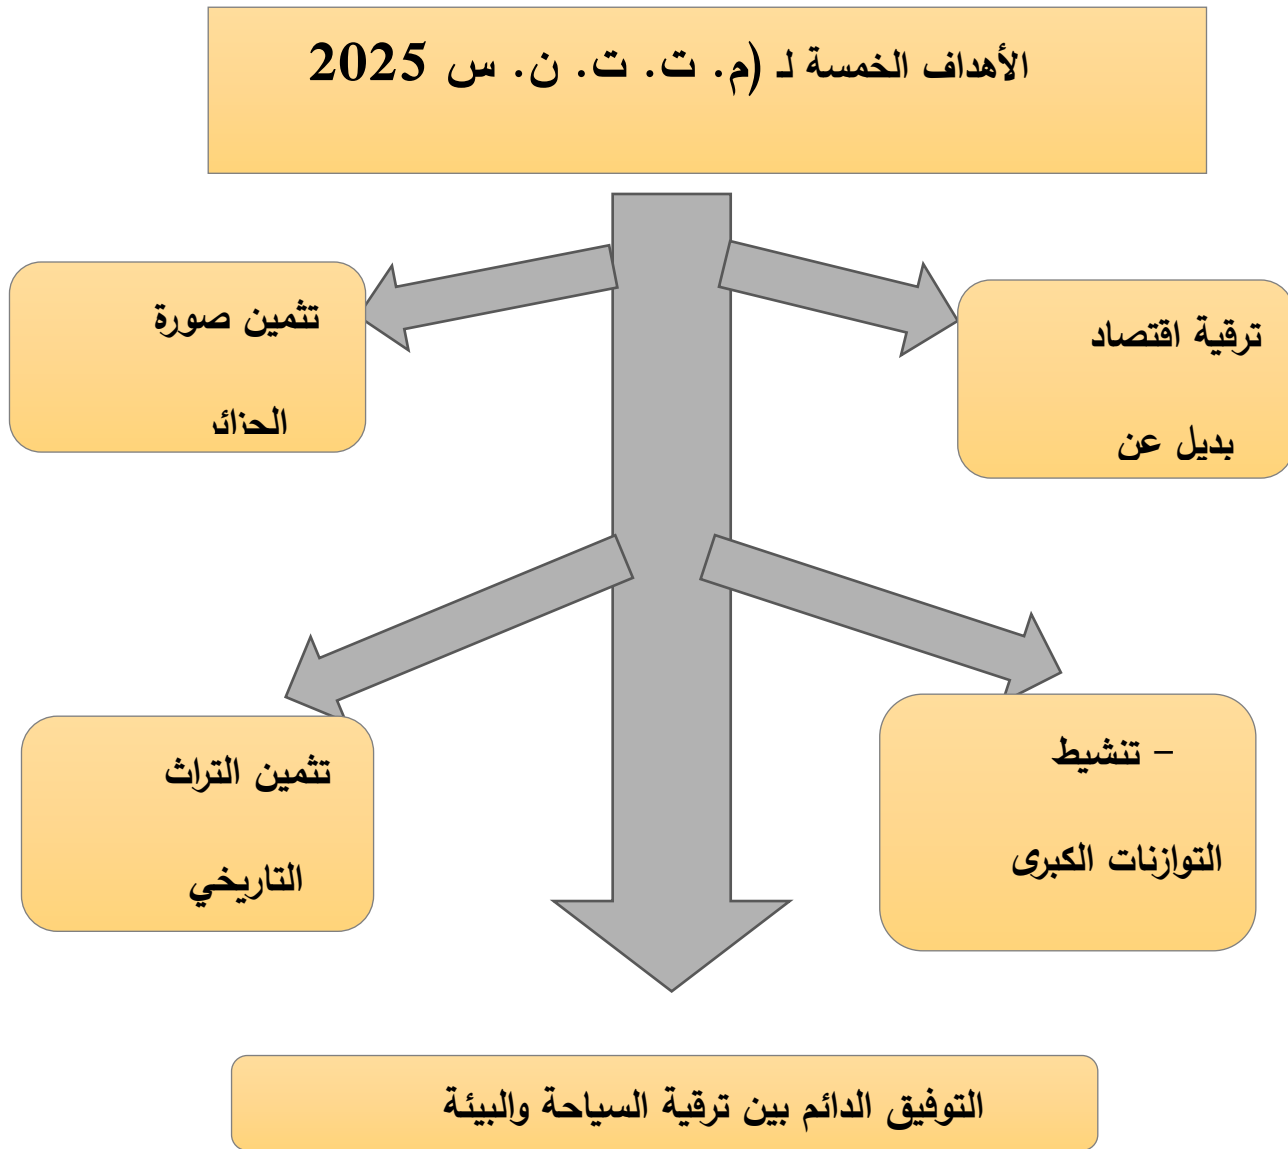 الأهداف الخمسة لـ (م. ت. ت. ن. س 2025
ترقية اقتصاد
بديل عن
تثمين صورة
الجزائر
– تنشيط
التوازنات الكبرى
تثمين التراث
التاريخي
التوفيق الدائم بين ترقية السياحة والبيئة